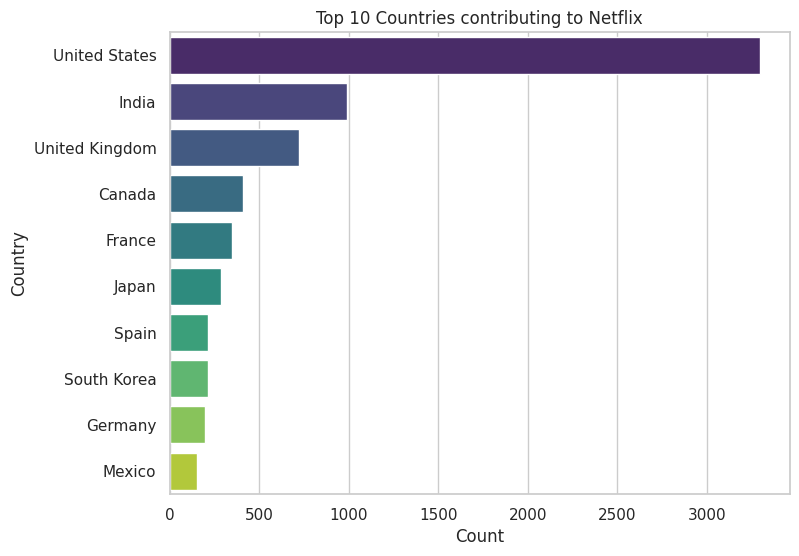 Top 10 Countries contributing to Netflix
United States
India
United Kingdom
Canada
France
Japan
Spain
South Korea
Germany
Mexico
Country
0 500 1000 1500 2000 2500 3000
Count